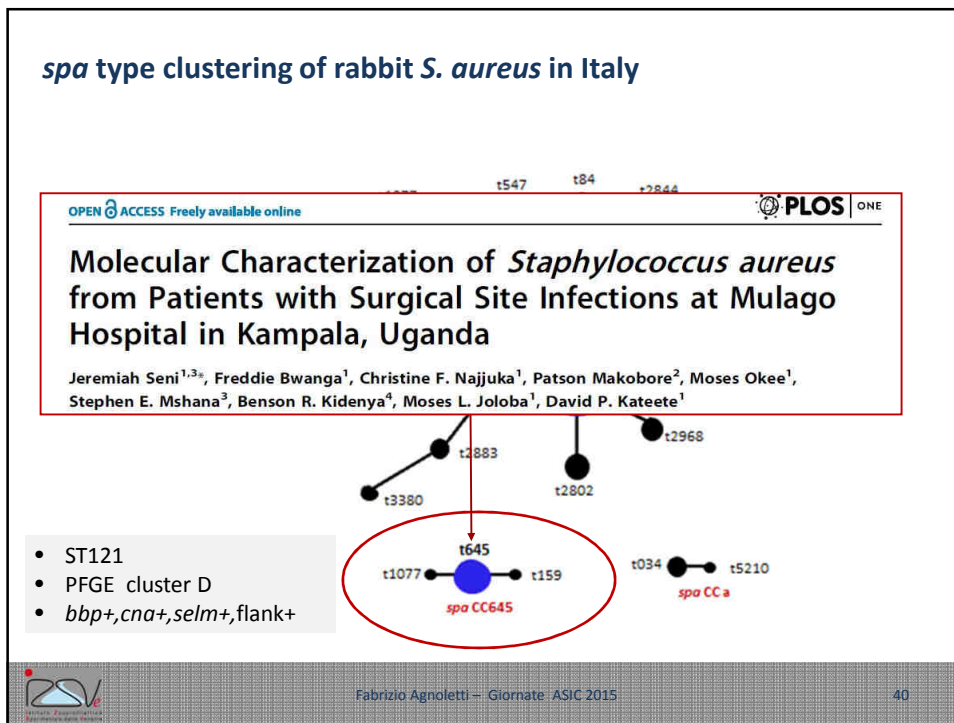 spa type clustering of rabbit S. aureus in Italy
t547
t84
t2844
OPEN ACCESS Freely available online
PLOS ONE
Molecular Characterization of Staphylococcus aureus
from Patients with Surgical Site Infections at Mulago
Hospital in Kampala, Uganda
Jeremiah Seni1,3*, Freddie Bwanga1, Christine F. Najjuka1, Patson Makobore2, Moses Okee1,
Stephen E. Mshana3, Benson R. Kidenya4, Moses L. Joloba1, David P. Kateete1
t2968
t2883
t3380
t2802
• ST121
• PFGE cluster D
• bbp+,cna+,selm+,flank+
t645
t1077
t159
spa CC645
t034
t5210
spa CC a
Fabrizio Agnoletti – Giornate ASIC 2015
40